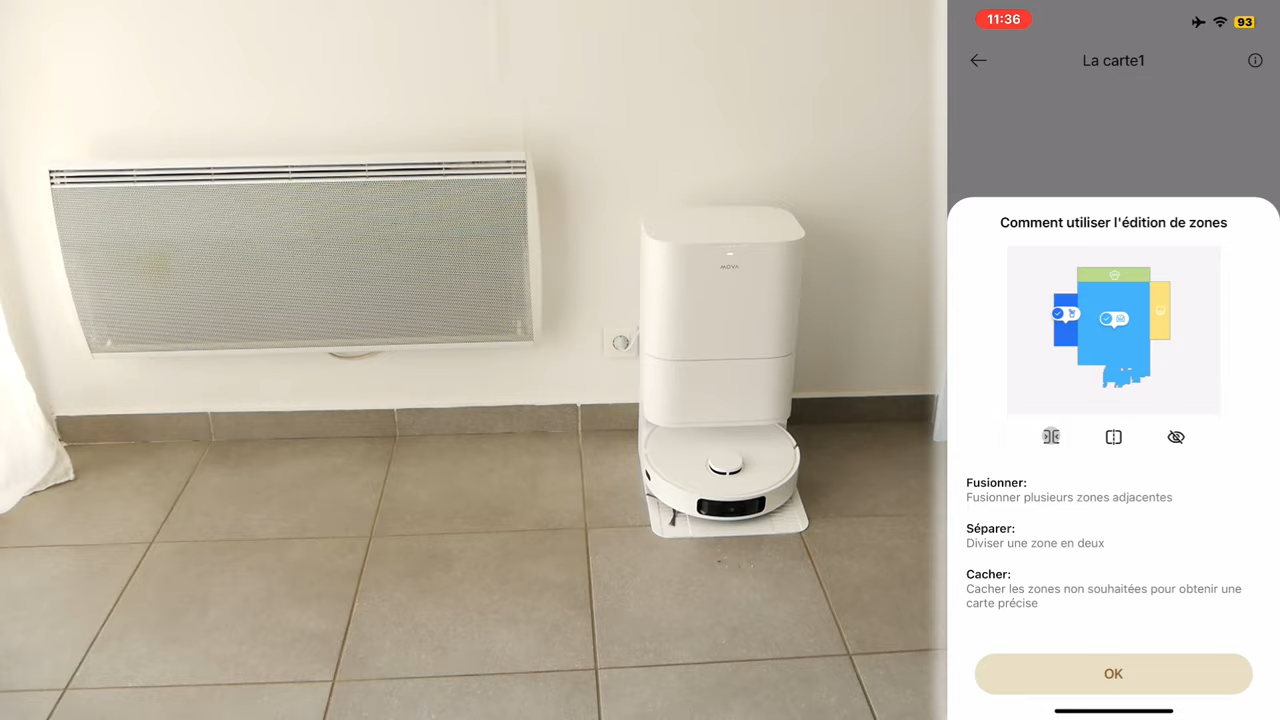 MOVA
11:36
93
La carte1
Comment utiliser l'édition de zones
Fusionner:
Fusionner plusieurs zones adjacentes
Séparer:
Diviser une zone en deux
Cacher:
Cacher les zones non souhaitées pour obtenir une
carte précise
OK